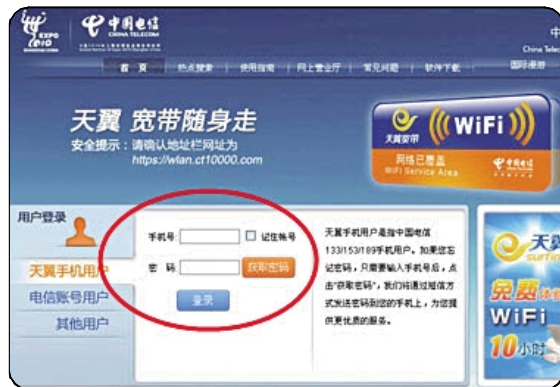 EXPO
2010
中国电信
CHINA TELECOM
中
China Tele
首 页 热点搜索 使用指南 网上营业厅 常见问题 软件下载 国际漫游
天翼 宽带随身走
安全提示：请确认地址栏网址为
https://wlan.ct10000.com
天翼宽带
WiFi
网络已覆盖
WiFi Service Area
中国电信
用户登录
天翼手机用户
电信账号用户
其他用户
手机号: 记住帐号
密 码: 获取密码
登录
天翼手机用户是指中国电信
133/153/189手机用户。如果您忘
记密码，只需要输入手机号后，点
击“获取密码”，我们将通过短信方
式发送密码到您的手机上，为您提
供更优质的服务。
天翼
surfin
免费
WiFi
10小时